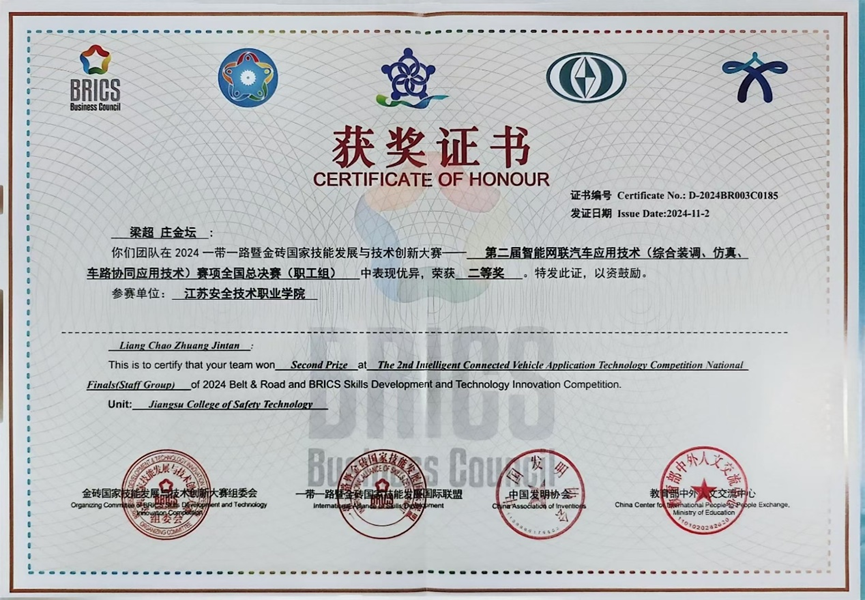 BRICS
Business Council
获奖证书
CERTIFICATE OF HONOUR
证书编号 Certificate No.: D-2024BR003C0185
发证日期 Issue Date:2024-11-2
梁超 庄金坛 :
你们团队在 2024 一带一路暨金砖国家技能发展与技术创新大赛—— 第二届智能网联汽车应用技术（综合装调、仿真、
车路协同应用技术）赛项全国总决赛（职工组） 中表现优异，荣获 二等奖 。特发此证，以资鼓励。
参赛单位： 江苏安全技术职业学院
Liang Chao Zhuang Jintan :
This is to certify that your team won Second Prize at The 2nd Intelligent Connected Vehicle Application Technology Competition National
Finals(Staff Group) of 2024 Belt & Road and BRICS Skills Development and Technology Innovation Competition.
Unit: Jiangsu College of Safety Technology
BRICS
Business Council
金砖国家技能发展与技术创新大赛组委会
Organizing Committee of BRICS Skills Development and Technology
Innovation Competition
一带一路暨金砖国家技能发展国际联盟
International Alliance of Skills Development
中国发明协会
China Association of Inventions
教育部中外人文交流中心
China Center for International People-to-People Exchange,
Ministry of Education